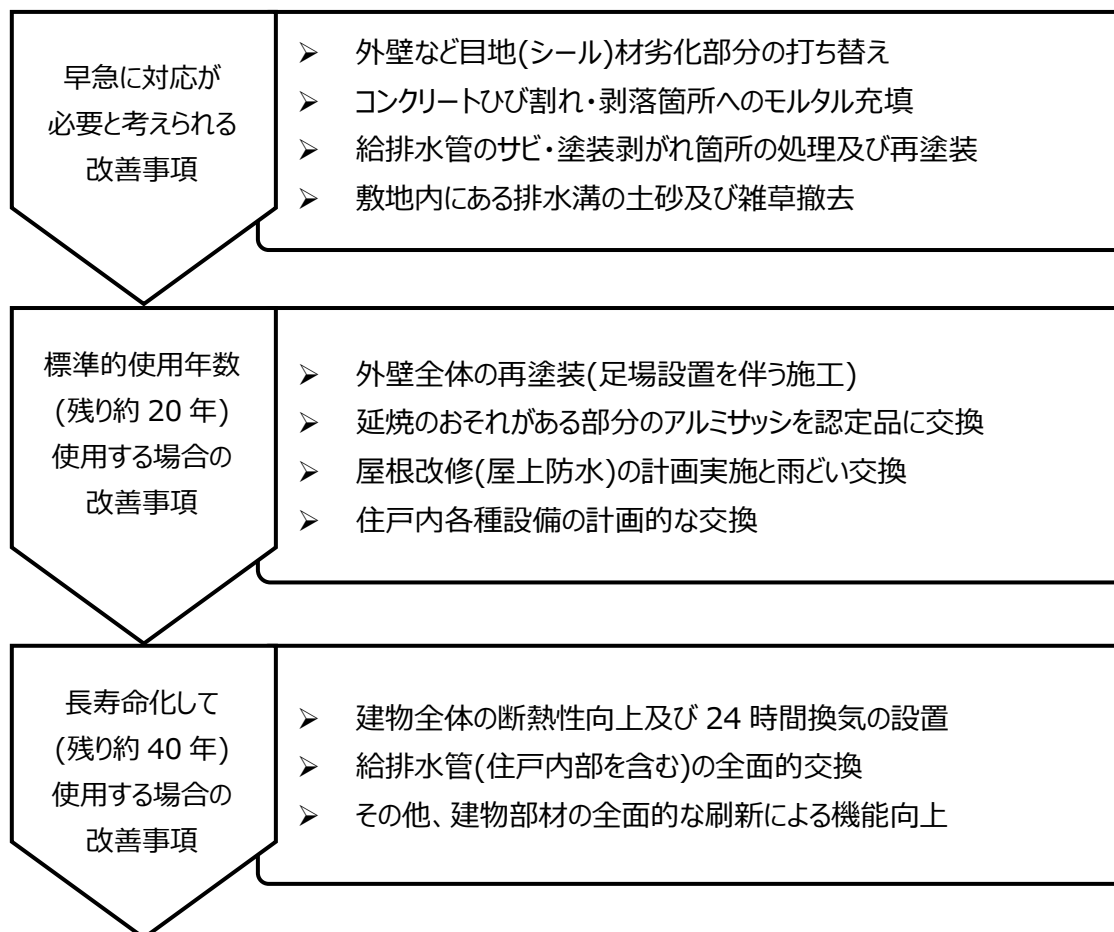 早急に対応が
必要と考えられる
改善事項
➢ 外壁など目地(シール)材劣化部分の打ち替え
➢ コンクリートひび割れ・剥落箇所へのモルタル充填
➢ 給排水管のサビ・塗装剥がれ箇所の処理及び再塗装
➢ 敷地内にある排水溝の土砂及び雑草撤去
標準的使用年数
(残り約 20 年)
使用する場合の
改善事項
➢ 外壁全体の再塗装(足場設置を伴う施工)
➢ 延焼のおそれがある部分のアルミサッシを認定品に交換
➢ 屋根改修(屋上防水)の計画実施と雨どい交換
➢ 住戸内各種設備の計画的な交換
長寿命化して
(残り約 40 年)
使用する場合の
改善事項
➢ 建物全体の断熱性向上及び 24 時間換気の設置
➢ 給排水管(住戸内部を含む)の全面的交換
➢ その他、建物部材の全面的な刷新による機能向上